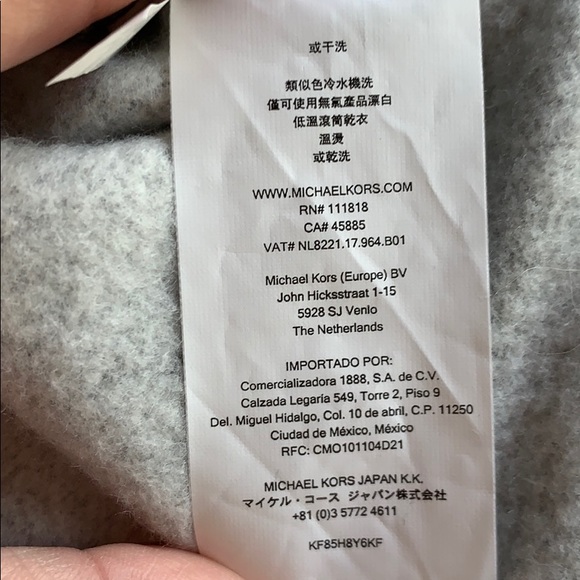 或干洗
類似色冷水機洗
僅可使用無氯產品漂白
低溫滾筒乾衣
溫燙
或乾洗
WWW.MICHAELKORS.COM
RN# 111818
CA# 45885
VAT# NL8221.17.964.B01
Michael Kors (Europe) BV
John Hicksstraat 1-15
5928 SJ Venlo
The Netherlands
IMPORTADO POR:
Comercializadora 1888, S.A. de C.V.
Calzada Legaría 549, Torre 2, Piso 9
Del. Miguel Hidalgo, Col. 10 de abril, C.P. 11250
Ciudad de México, México
RFC: CMO101104D21
MICHAEL KORS JAPAN K.K.
マイケル・コース ジャパン株式会社
+81 (0)3 5772 4611
KF85H8Y6KF